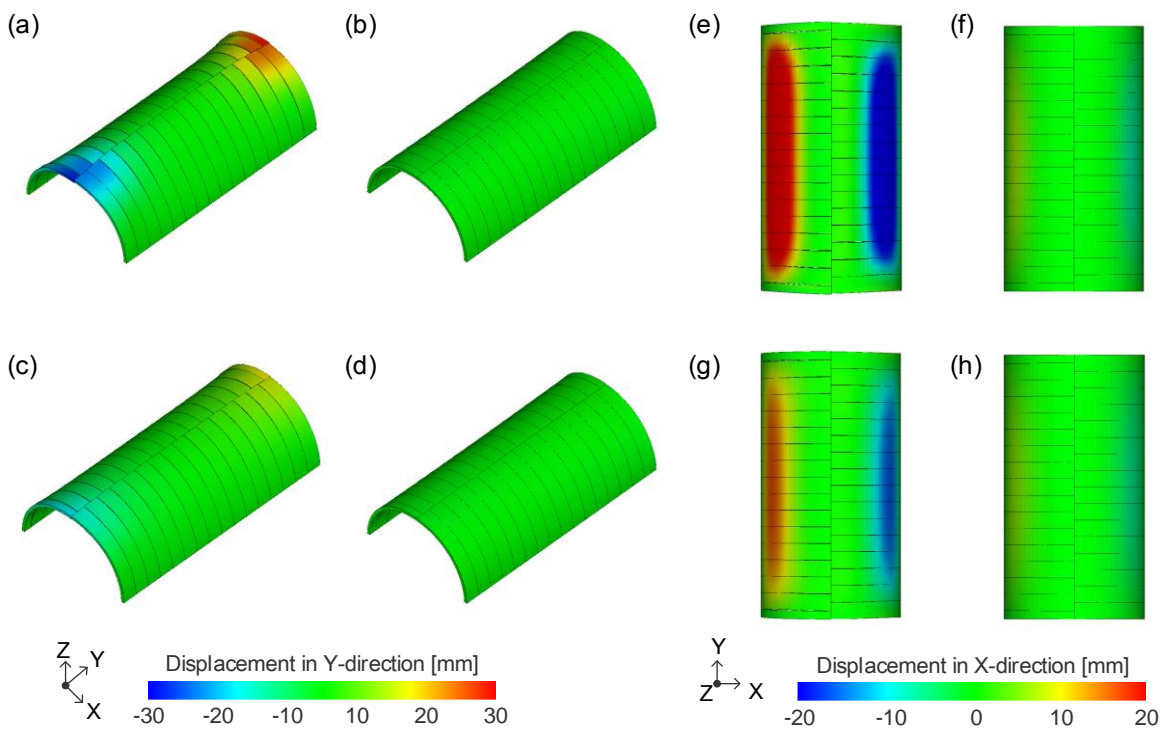 (a) (b) (e) (f)
(c) (d) (g) (h)
Z Y X
Displacement in Y-direction [mm]
-30 -20 -10 10 20 30
Y Z X
Displacement in X-direction [mm]
-20 -10 0 10 20